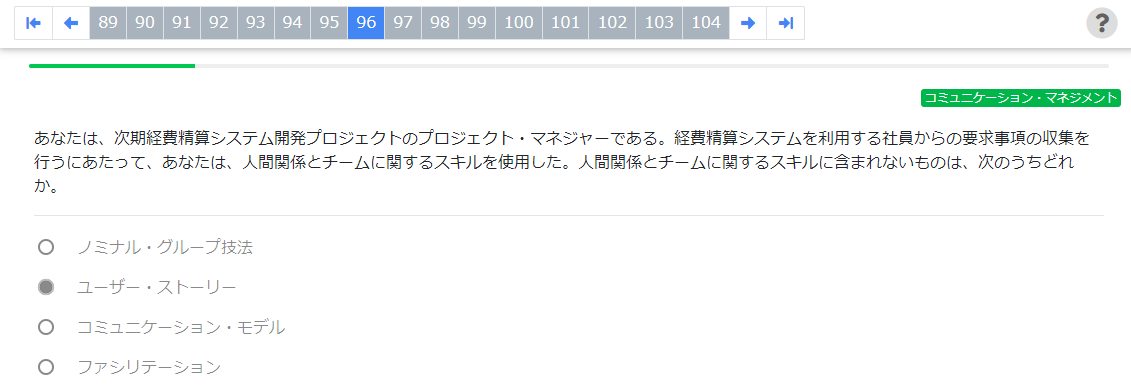 89 90 91 92 93 94 95 96 97 98 99 100 101 102 103 104 ?
コミュニケーション・マネジメント
あなたは、次期経費精算システム開発プロジェクトのプロジェクト・マネジャーである。経費精算システムを利用する社員からの要求事項の収集を
行うにあたって、あなたは、人間関係とチームに関するスキルを使用した。人間関係とチームに関するスキルに含まれないものは、次のうちどれ
か。
ノミナル・グループ技法
ユーザー・ストーリー
コミュニケーション・モデル
ファシリテーション